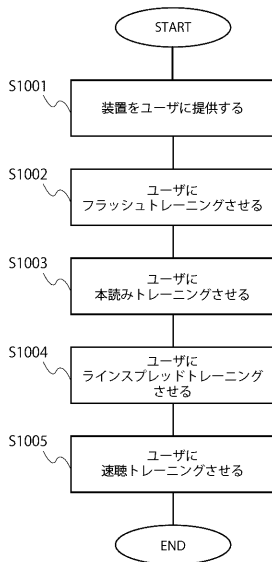 START
S1001
装置をユーザに提供する
S1002
ユーザに
フラッシュトレーニングさせる
S1003
ユーザに
本読みトレーニングさせる
S1004
ユーザに
ラインスプレッドトレーニング
させる
S1005
ユーザに
速聴トレーニングさせる
END